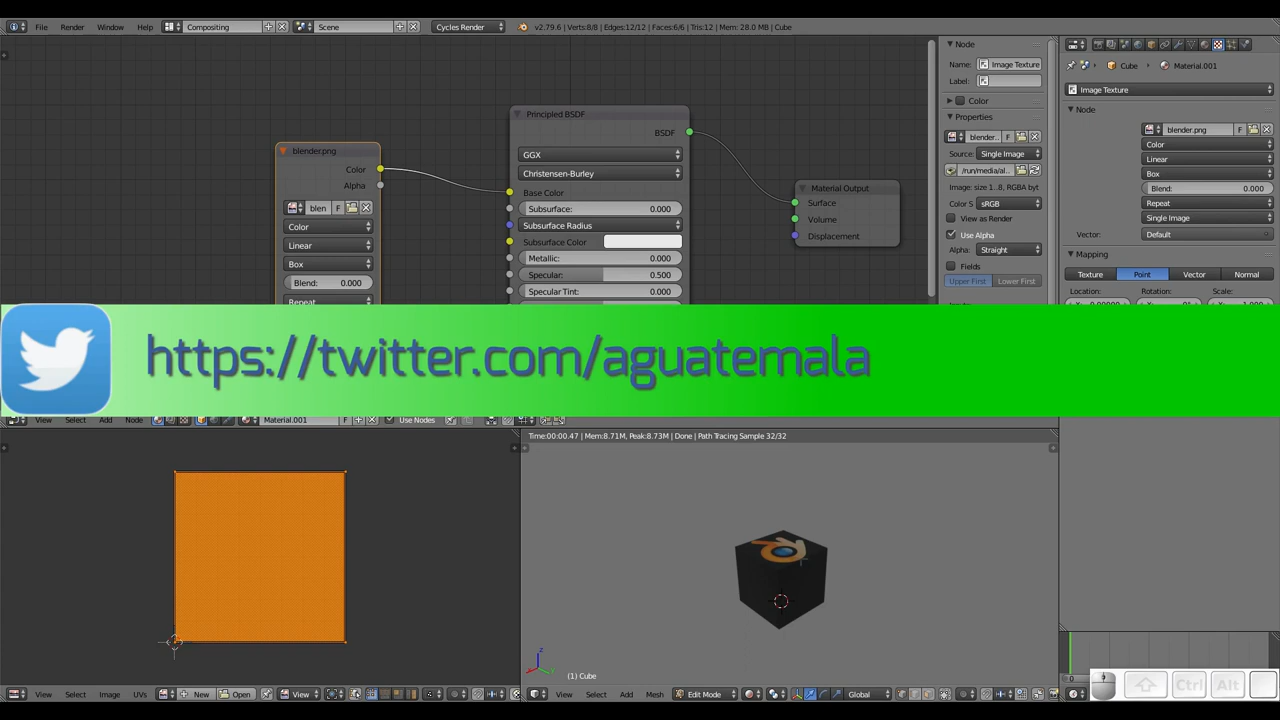 File Render Window Help Compositing Scene Cycles Render v2.79.6 | Verts:8/8 | Edges:12/12 | Faces:6/6 | Tris:12 | Mem: 28.0 MB | Cube
Node
Name: Image Texture
Label:
Color
Properties
blender..
Source: Single Image
/run/media/al..
Image: size 1..8, RGBA byt
Color S sRGB
View as Render
Use Alpha
Alpha: Straight
Fields
Upper First Lower First
Cube Material.001
Image Texture
Node
blender.png F
Color
Linear
Box
Blend: 0.000
Repeat
Single Image
Vector: Default
Mapping
Texture Point Vector Normal
Location: Rotation: Scale:
blender.png
Color
Alpha
blen F
Color
Linear
Box
Blend: 0.000
Repeat
Principled BSDF
BSDF
GGX
Christensen-Burley
Base Color
Subsurface: 0.000
Subsurface Radius
Subsurface Color
Metallic: 0.000
Specular: 0.500
Specular Tint: 0.000
Material Output
Surface
Volume
Displacement
https://twitter.com/aguatemala
View Select Add Node Material.001 F Use Nodes
Time:00:00.47 | Mem:8.71M, Peak:8.73M | Done | Path Tracing Sample 32/32
(1) Cube
View Select Image UVs New Open View
View Select Add Mesh Edit Mode Global
Ctrl Alt